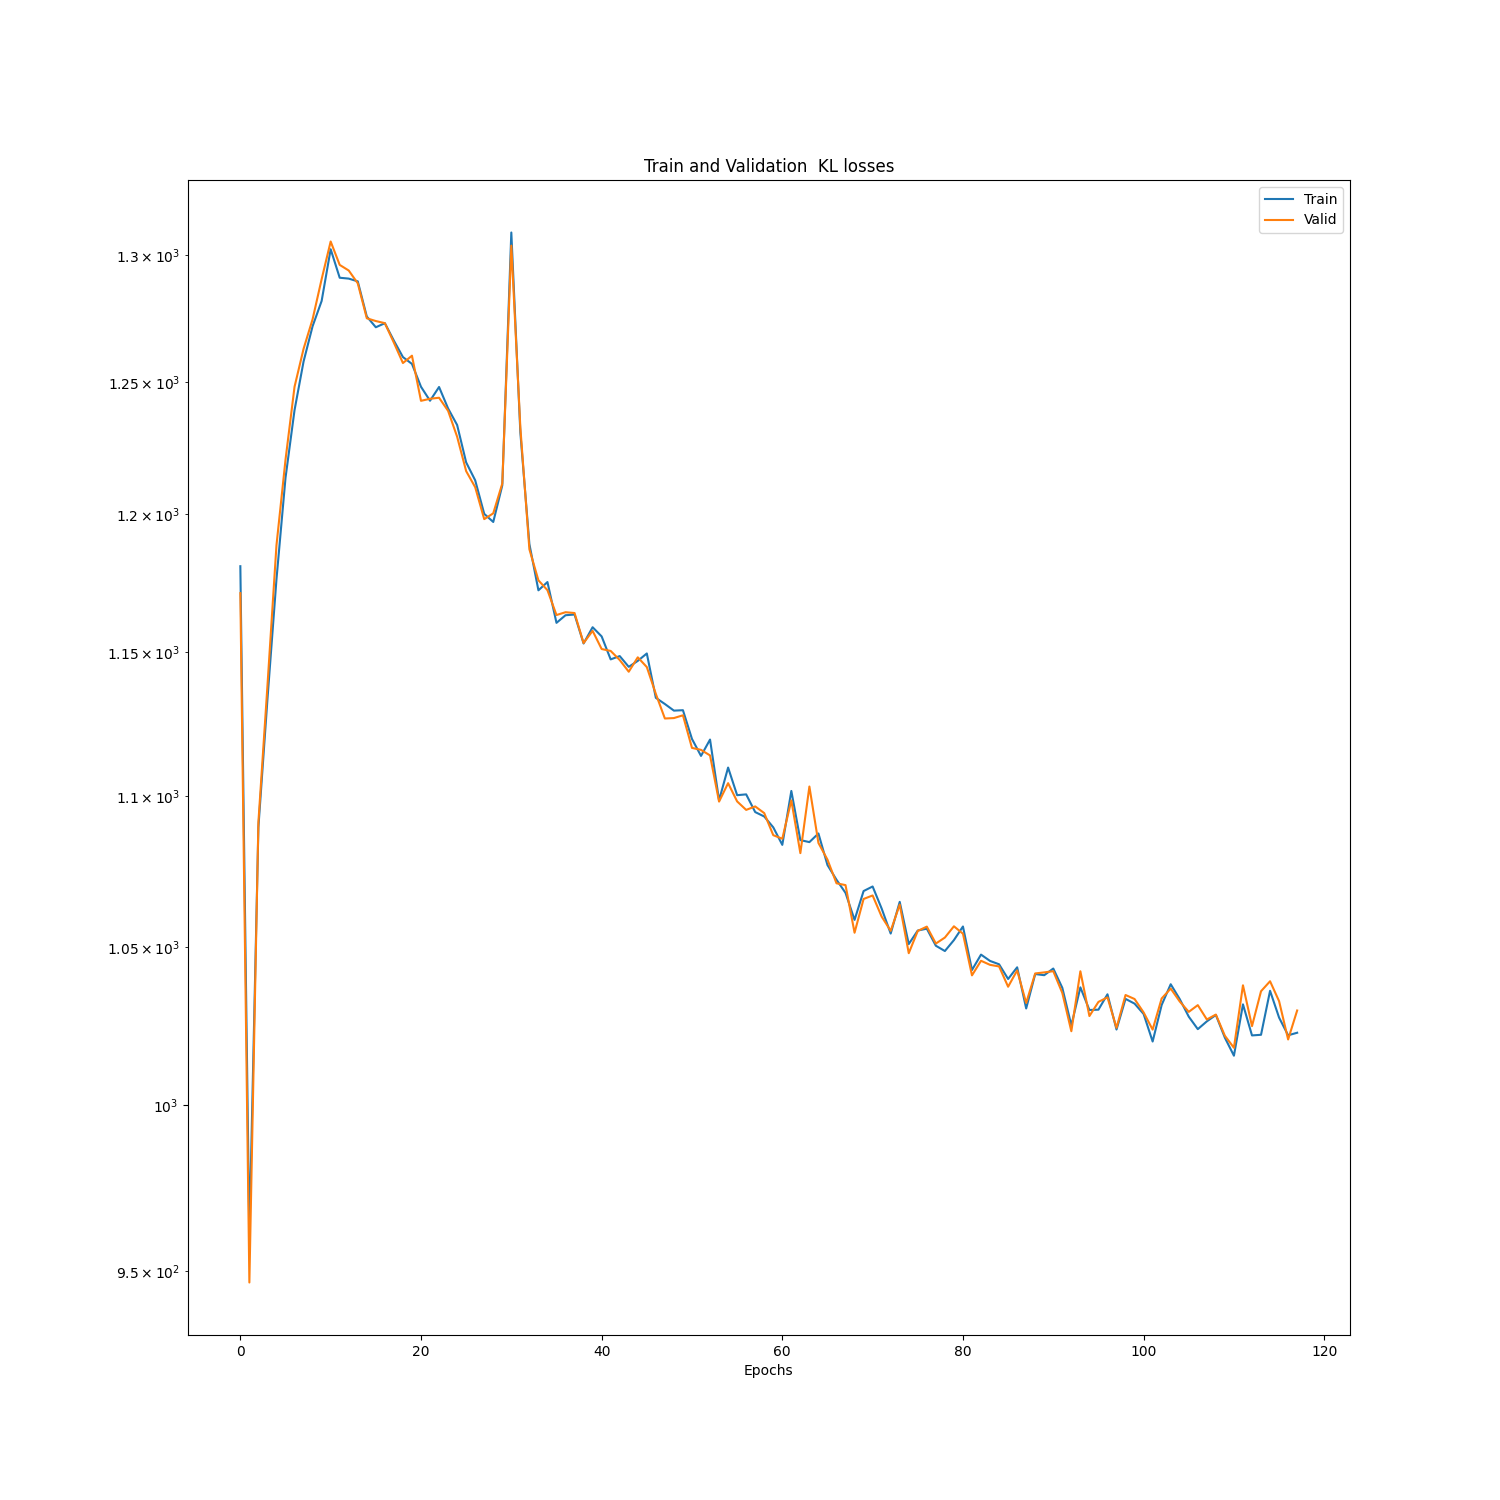 Train and Validation  KL losses
Train
Valid
1.3 × 10³
1.25 × 10³
1.2 × 10³
1.15 × 10³
1.1 × 10³
1.05 × 10³
10³
9.5 × 10²
0 20 40 60 80 100 120
Epochs